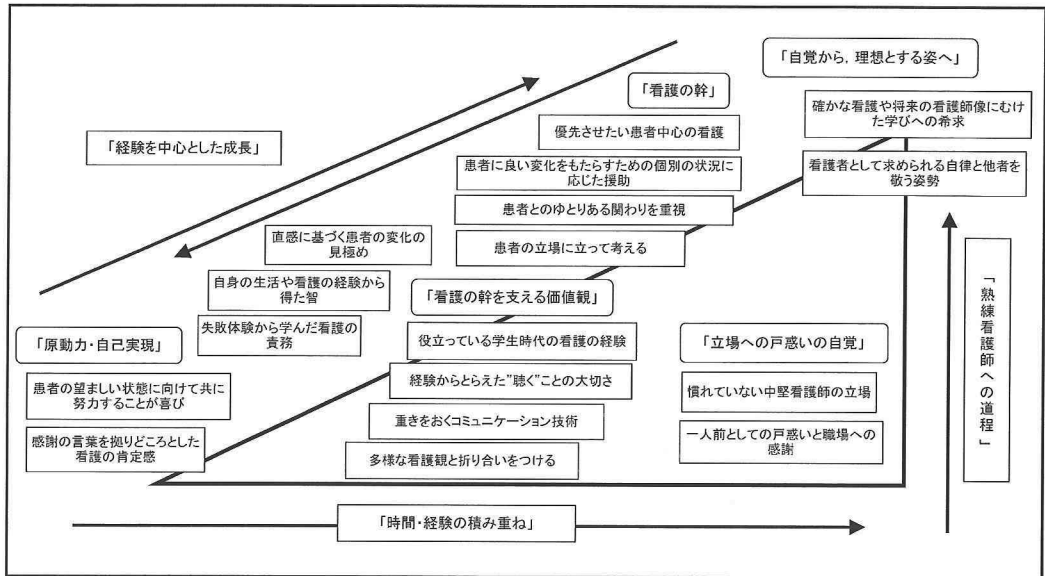 「自覚から，理想とする姿へ」
確かな看護や将来の看護師像にむけ
た学びへの希求
看護者として求められる自律と他者を
敬う姿勢
「看護の幹」
優先させたい患者中心の看護
患者に良い変化をもたらすための個別の状況に
応じた援助
患者とのゆとりある関わりを重視
患者の立場に立って考える
「経験を中心とした成長」
直感に基づく患者の変化の
見極め
自身の生活や看護の経験から
得た智
失敗体験から学んだ看護の
責務
「看護の幹を支える価値観」
役立っている学生時代の看護の経験
経験からとらえた"聴く"ことの大切さ
重きをおくコミュニケーション技術
多様な看護観と折り合いをつける
「原動力・自己実現」
患者の望ましい状態に向けて共に
努力することが喜び
感謝の言葉を拠りどころとした
看護の肯定感
「立場への戸惑いの自覚」
慣れていない中堅看護師の立場
一人前としての戸惑いと職場への
感謝
「熟練看護師への道程」
「時間・経験の積み重ね」